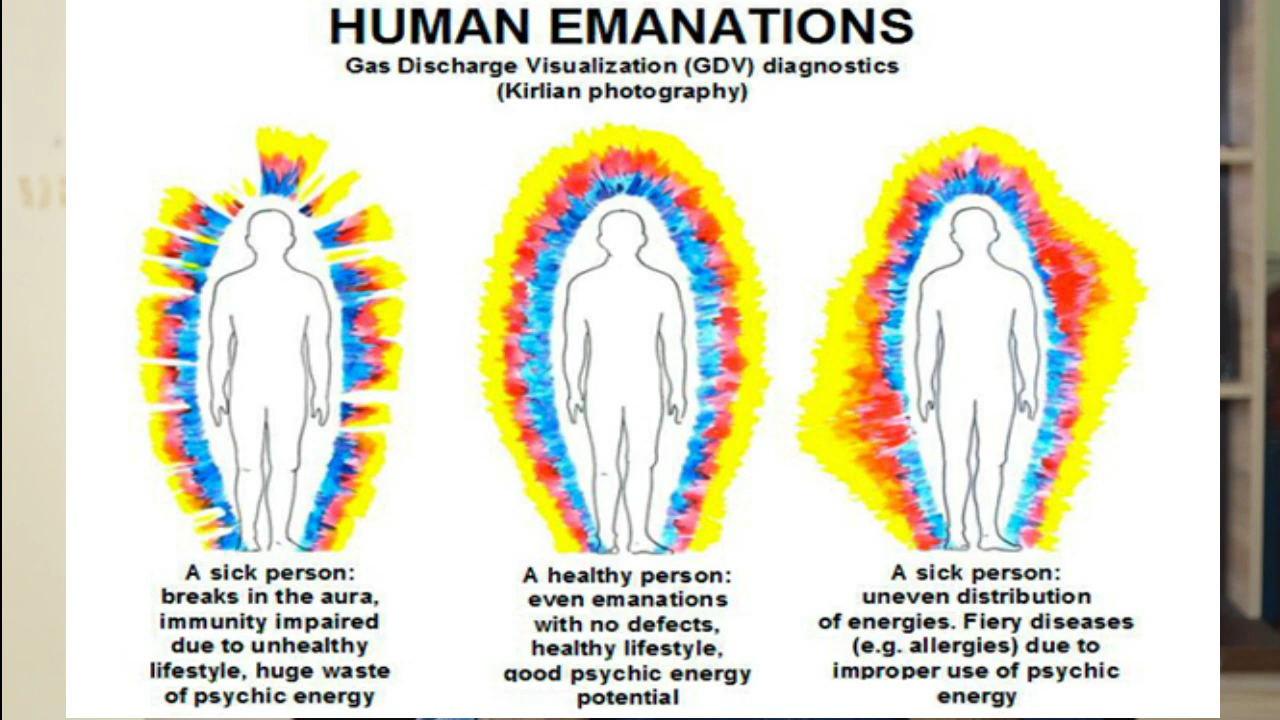 HUMAN EMANATIONS
Gas Discharge Visualization (GDV) diagnostics
(Kirlian photography)
A sick person:
breaks in the aura,
immunity impaired
due to unhealthy
lifestyle, huge waste
of psychic energy
A healthy person:
even emanations
with no defects,
healthy lifestyle,
good psychic energy
potential
A sick person:
uneven distribution
of energies. Fiery diseases
(e.g. allergies) due to
improper use of psychic
energy